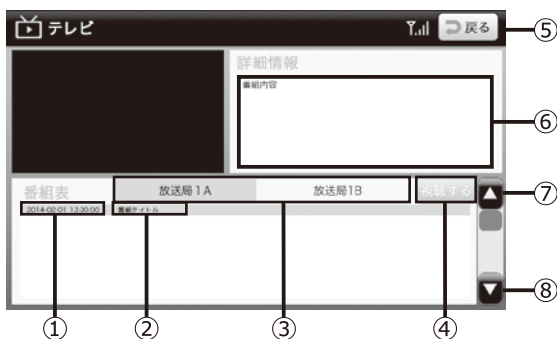 テレビ
戻る
⑤
詳細情報
番組内容
⑥
番組表
放送局1A
放送局1B
視聴する
⑦
2014-02-01 13:30:00
番組タイトル
⑧
① ② ③ ④